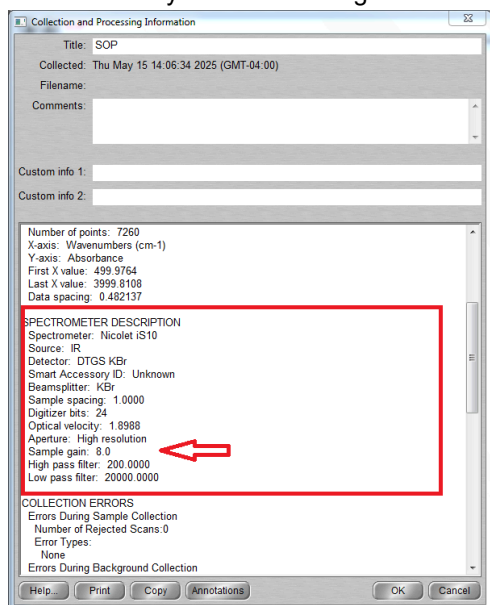 Collection and Processing Information
Title: SOP
Collected: Thu May 15 14:06:34 2025 (GMT-04:00)
Filename:
Comments:
Custom info 1:
Custom info 2:
Number of points: 7260
X-axis: Wavenumbers (cm-1)
Y-axis: Absorbance
First X value: 499.9764
Last X value: 3999.8108
Data spacing: 0.482137
SPECTROMETER DESCRIPTION
Spectrometer: Nicolet iS10
Source: IR
Detector: DTGS KBr
Smart Accessory ID: Unknown
Beamsplitter: KBr
Sample spacing: 1.0000
Digitizer bits: 24
Optical velocity: 1.8988
Aperture: High resolution
Sample gain: 8.0
High pass filter: 200.0000
Low pass filter: 20000.0000
COLLECTION ERRORS
Errors During Sample Collection
Number of Rejected Scans:0
Error Types:
None
Errors During Background Collection
Help... Print Copy Annotations OK Cancel